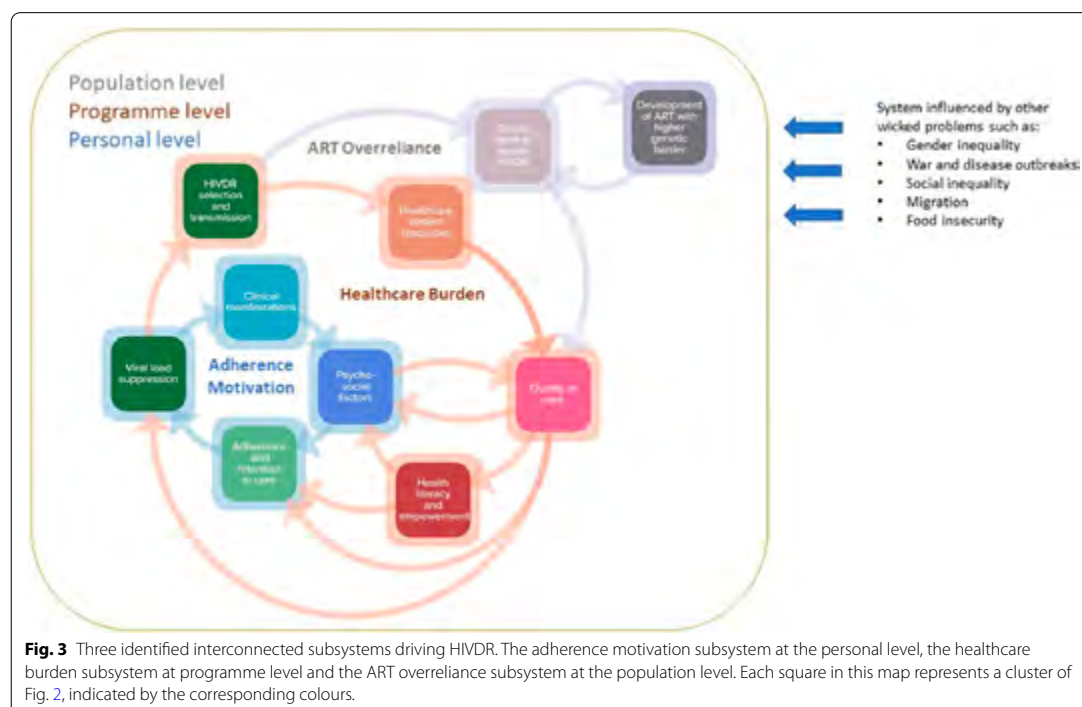 Population level
Programme level
Personal level
ART Overreliance
Development
of ART with
higher
genetic
barrier
System influenced by other
wicked problems such as:
• Gender inequality
• War and disease outbreaks
• Social inequality
• Migration
• Food insecurity
HIVDR
selection
and
transmission
Healthcare
system
Clinical
manifestations
Healthcare Burden
Viral load
suppression
Adherence
Motivation
Psycho-
social
factors
Quality of
care
Adherence
and
retention
in care
Health
literacy and
empowerment
Fig. 3 Three identified interconnected subsystems driving HIVDR. The adherence motivation subsystem at the personal level, the healthcare
burden subsystem at programme level and the ART overreliance subsystem at the population level. Each square in this map represents a cluster of
Fig. 2, indicated by the corresponding colours.